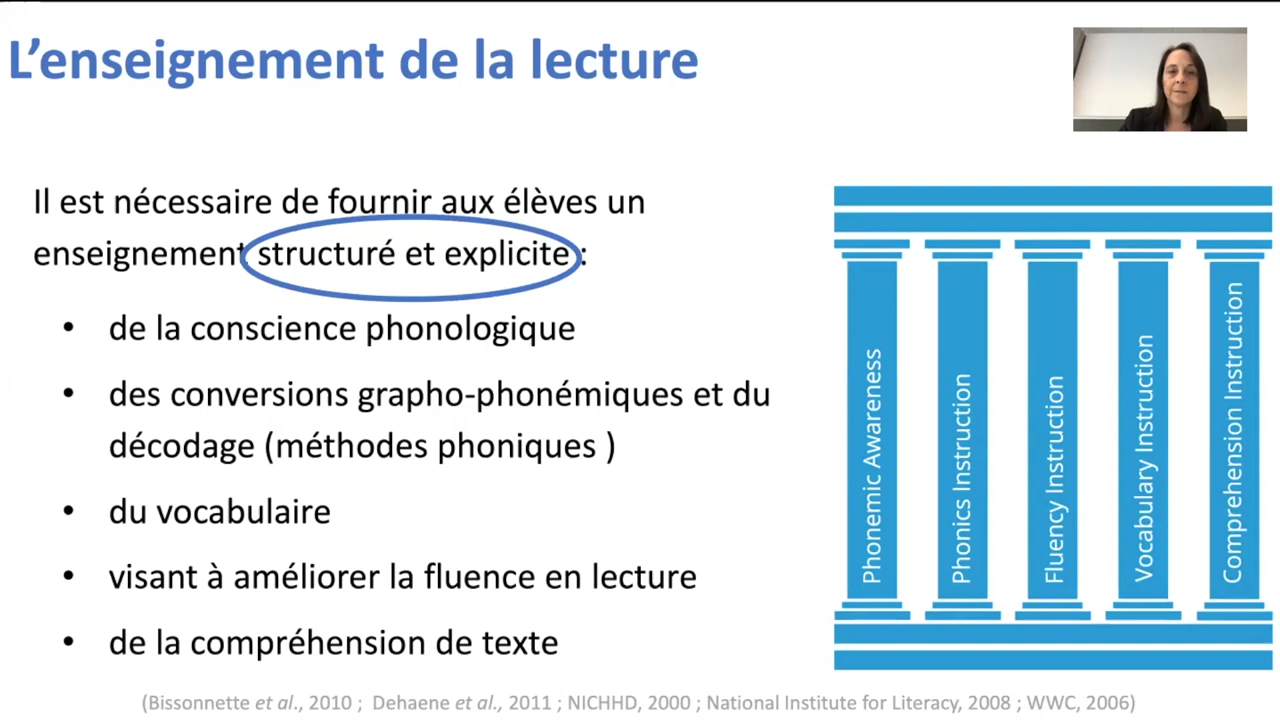 L'enseignement de la lecture
Il est nécessaire de fournir aux élèves un
enseignement structuré et explicite :
• de la conscience phonologique
• des conversions grapho-phonémiques et du
décodage (méthodes phoniques )
• du vocabulaire
• visant à améliorer la fluence en lecture
• de la compréhension de texte
Phonemic Awareness
Phonics Instruction
Fluency Instruction
Vocabulary Instruction
Comprehension Instruction
(Bissonnette et al., 2010 ; Dehaene et al., 2011 ; NICHHD, 2000 ; National Institute for Literacy, 2008 ; WWC, 2006)